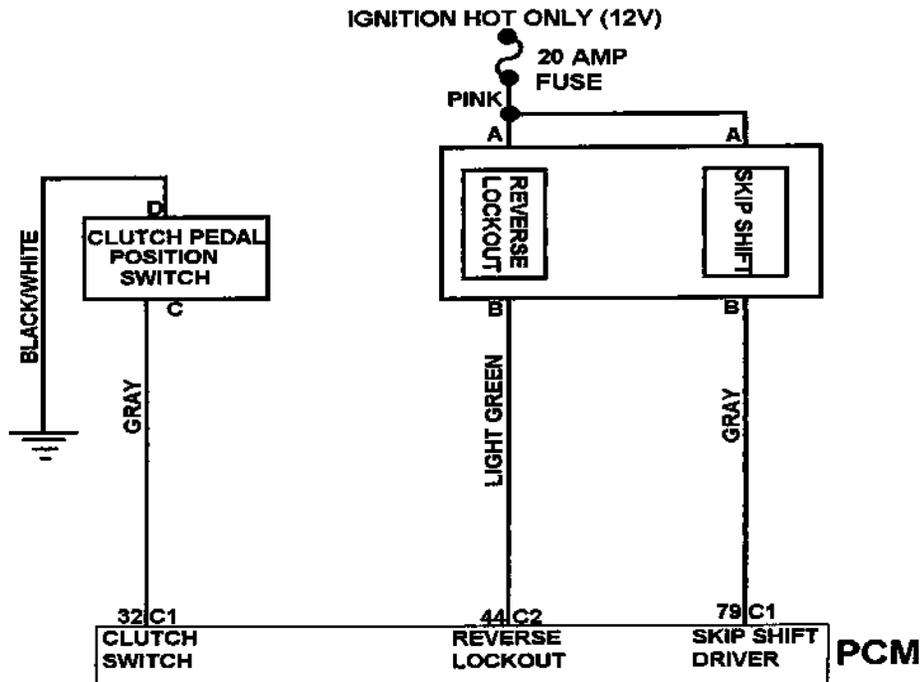 IGNITION HOT ONLY (12V)
20 AMP
FUSE
PINK
A
A
REVERSE
LOCKOUT
SKIP SHIFT
D
CLUTCH PEDAL
POSITION
SWITCH
C
B
B
BLACK/WHITE
GRAY
LIGHT GREEN
GRAY
32 C1
44 C2
79 C1
CLUTCH
SWITCH
REVERSE
LOCKOUT
SKIP SHIFT
DRIVER
PCM